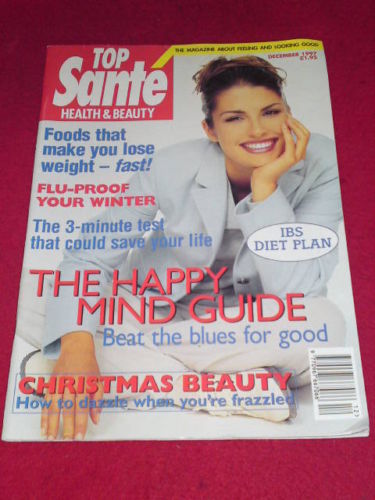 THE MAGAZINE ABOUT FEELING AND LOOKING GOOD
DECEMBER 1997
£1.95
TOP
Santé
HEALTH & BEAUTY
Foods that
make you lose
weight – fast!
FLU-PROOF
YOUR WINTER
The 3-minute test
that could save your life
IBS
DIET PLAN
THE HAPPY
MIND GUIDE
Beat the blues for good
CHRISTMAS BEAUTY
How to dazzle when you're frazzled
12>